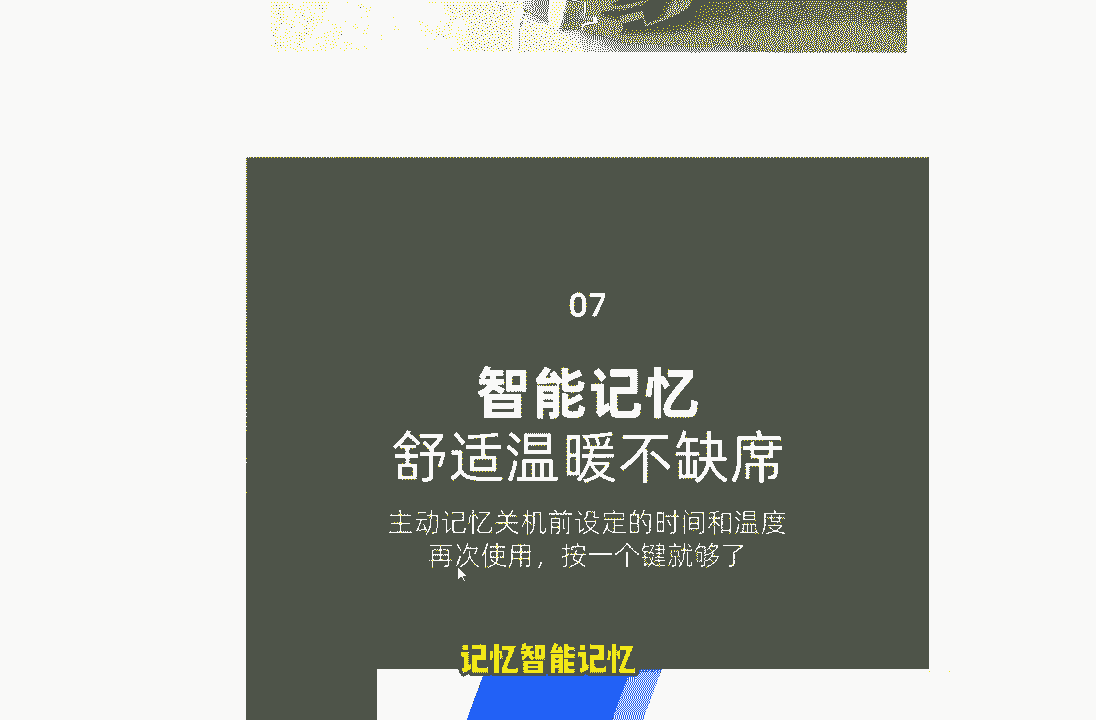 07
智能记忆
舒适温暖不缺席
主动记忆关机前设定的时间和温度
再次使用，按一个键就够了
记忆智能记忆